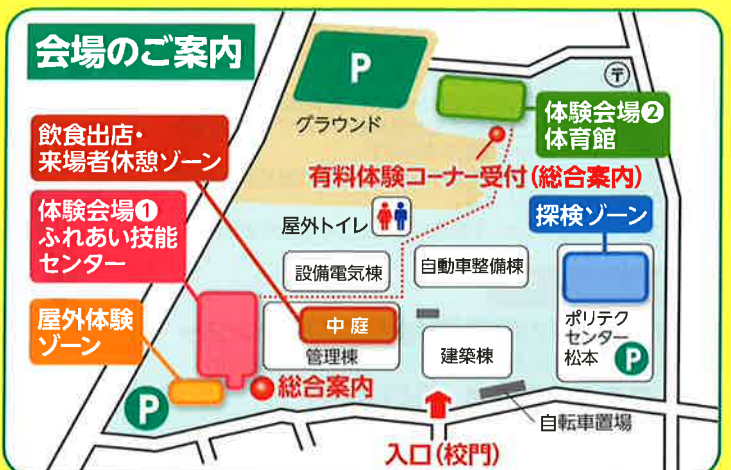 会場のご案内
P
グラウンド
〒
体験会場❷
体育館
飲食出店・
来場者休憩ゾーン
有料体験コーナー受付(総合案内)
体験会場❶
ふれあい技能
センター
屋外トイレ
探検ゾーン
設備電気棟
自動車整備棟
屋外体験
ゾーン
中庭
管理棟
建築棟
ポリテク
センター
松本
P
P
総合案内
自転車置場
入口(校門)